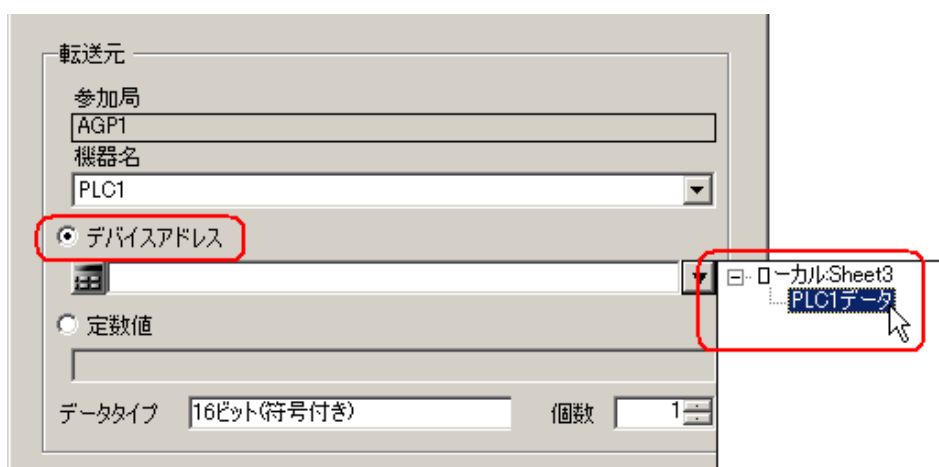 転送元
参加局
AGP1
機器名
PLC1
デバイスアドレス
ローカル:Sheet3
PLC1データ
定数値
データタイプ 16ビット(符号付き) 個数 1